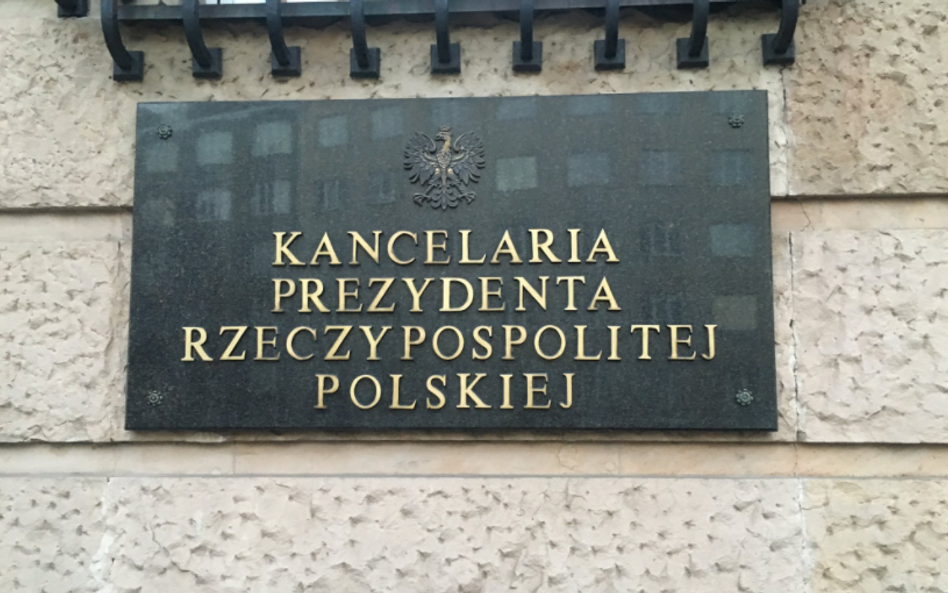 KANCELARIA
PREZYDENTA
RZECZYPOSPOLITEJ
POLSKIEJ